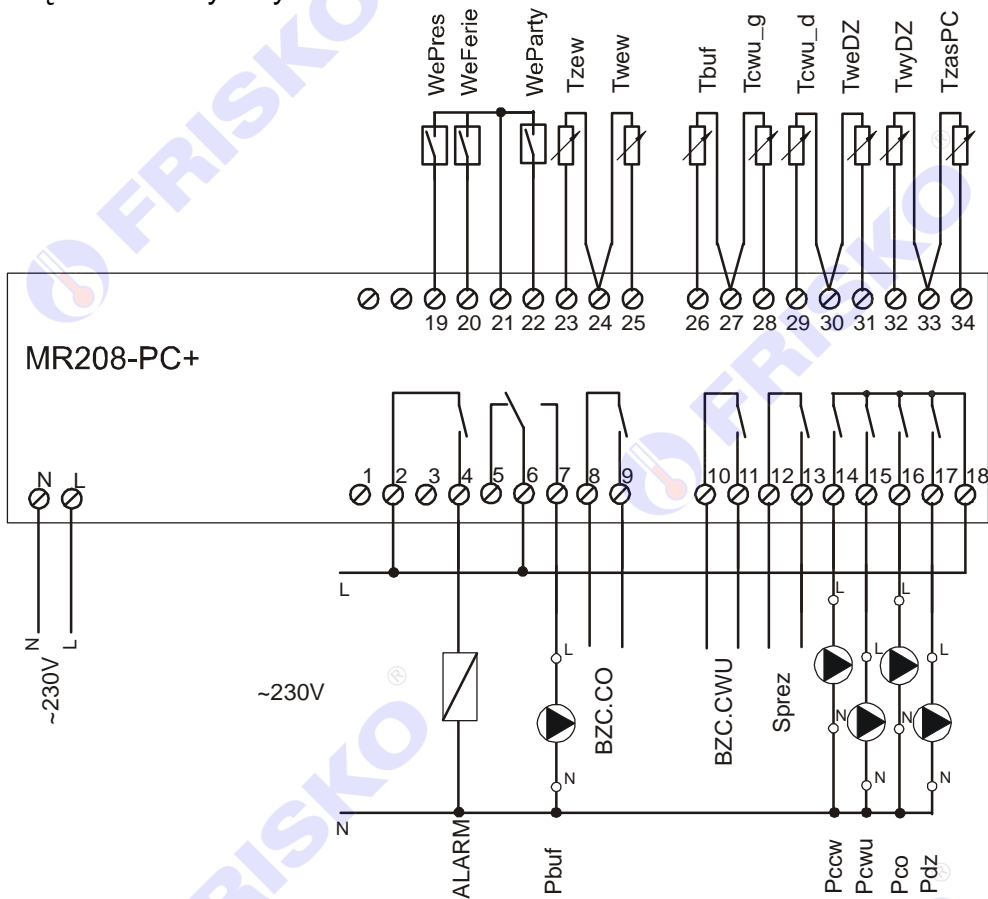 WePres WeFerie WeParty Tzew Twew Tbuf Tcwu_g Tcwu_d TweDZ TwyDZ TzasPC
FRISKO ®
19 20 21 22 23 24 25 26 27 28 29 30 31 32 33 34
MR208-PC+
FRISKO
N L 1 2 3 4 5 6 7 8 9 10 11 12 13 14 15 16 17 18
L
L L
N L L L L
~230V
~230V
BZC.CO BZC.CWU Sprez
N N
N N N
N
ALARM Pbuf Pccw Pcwu Pco Pdz
FRISKO ®
®